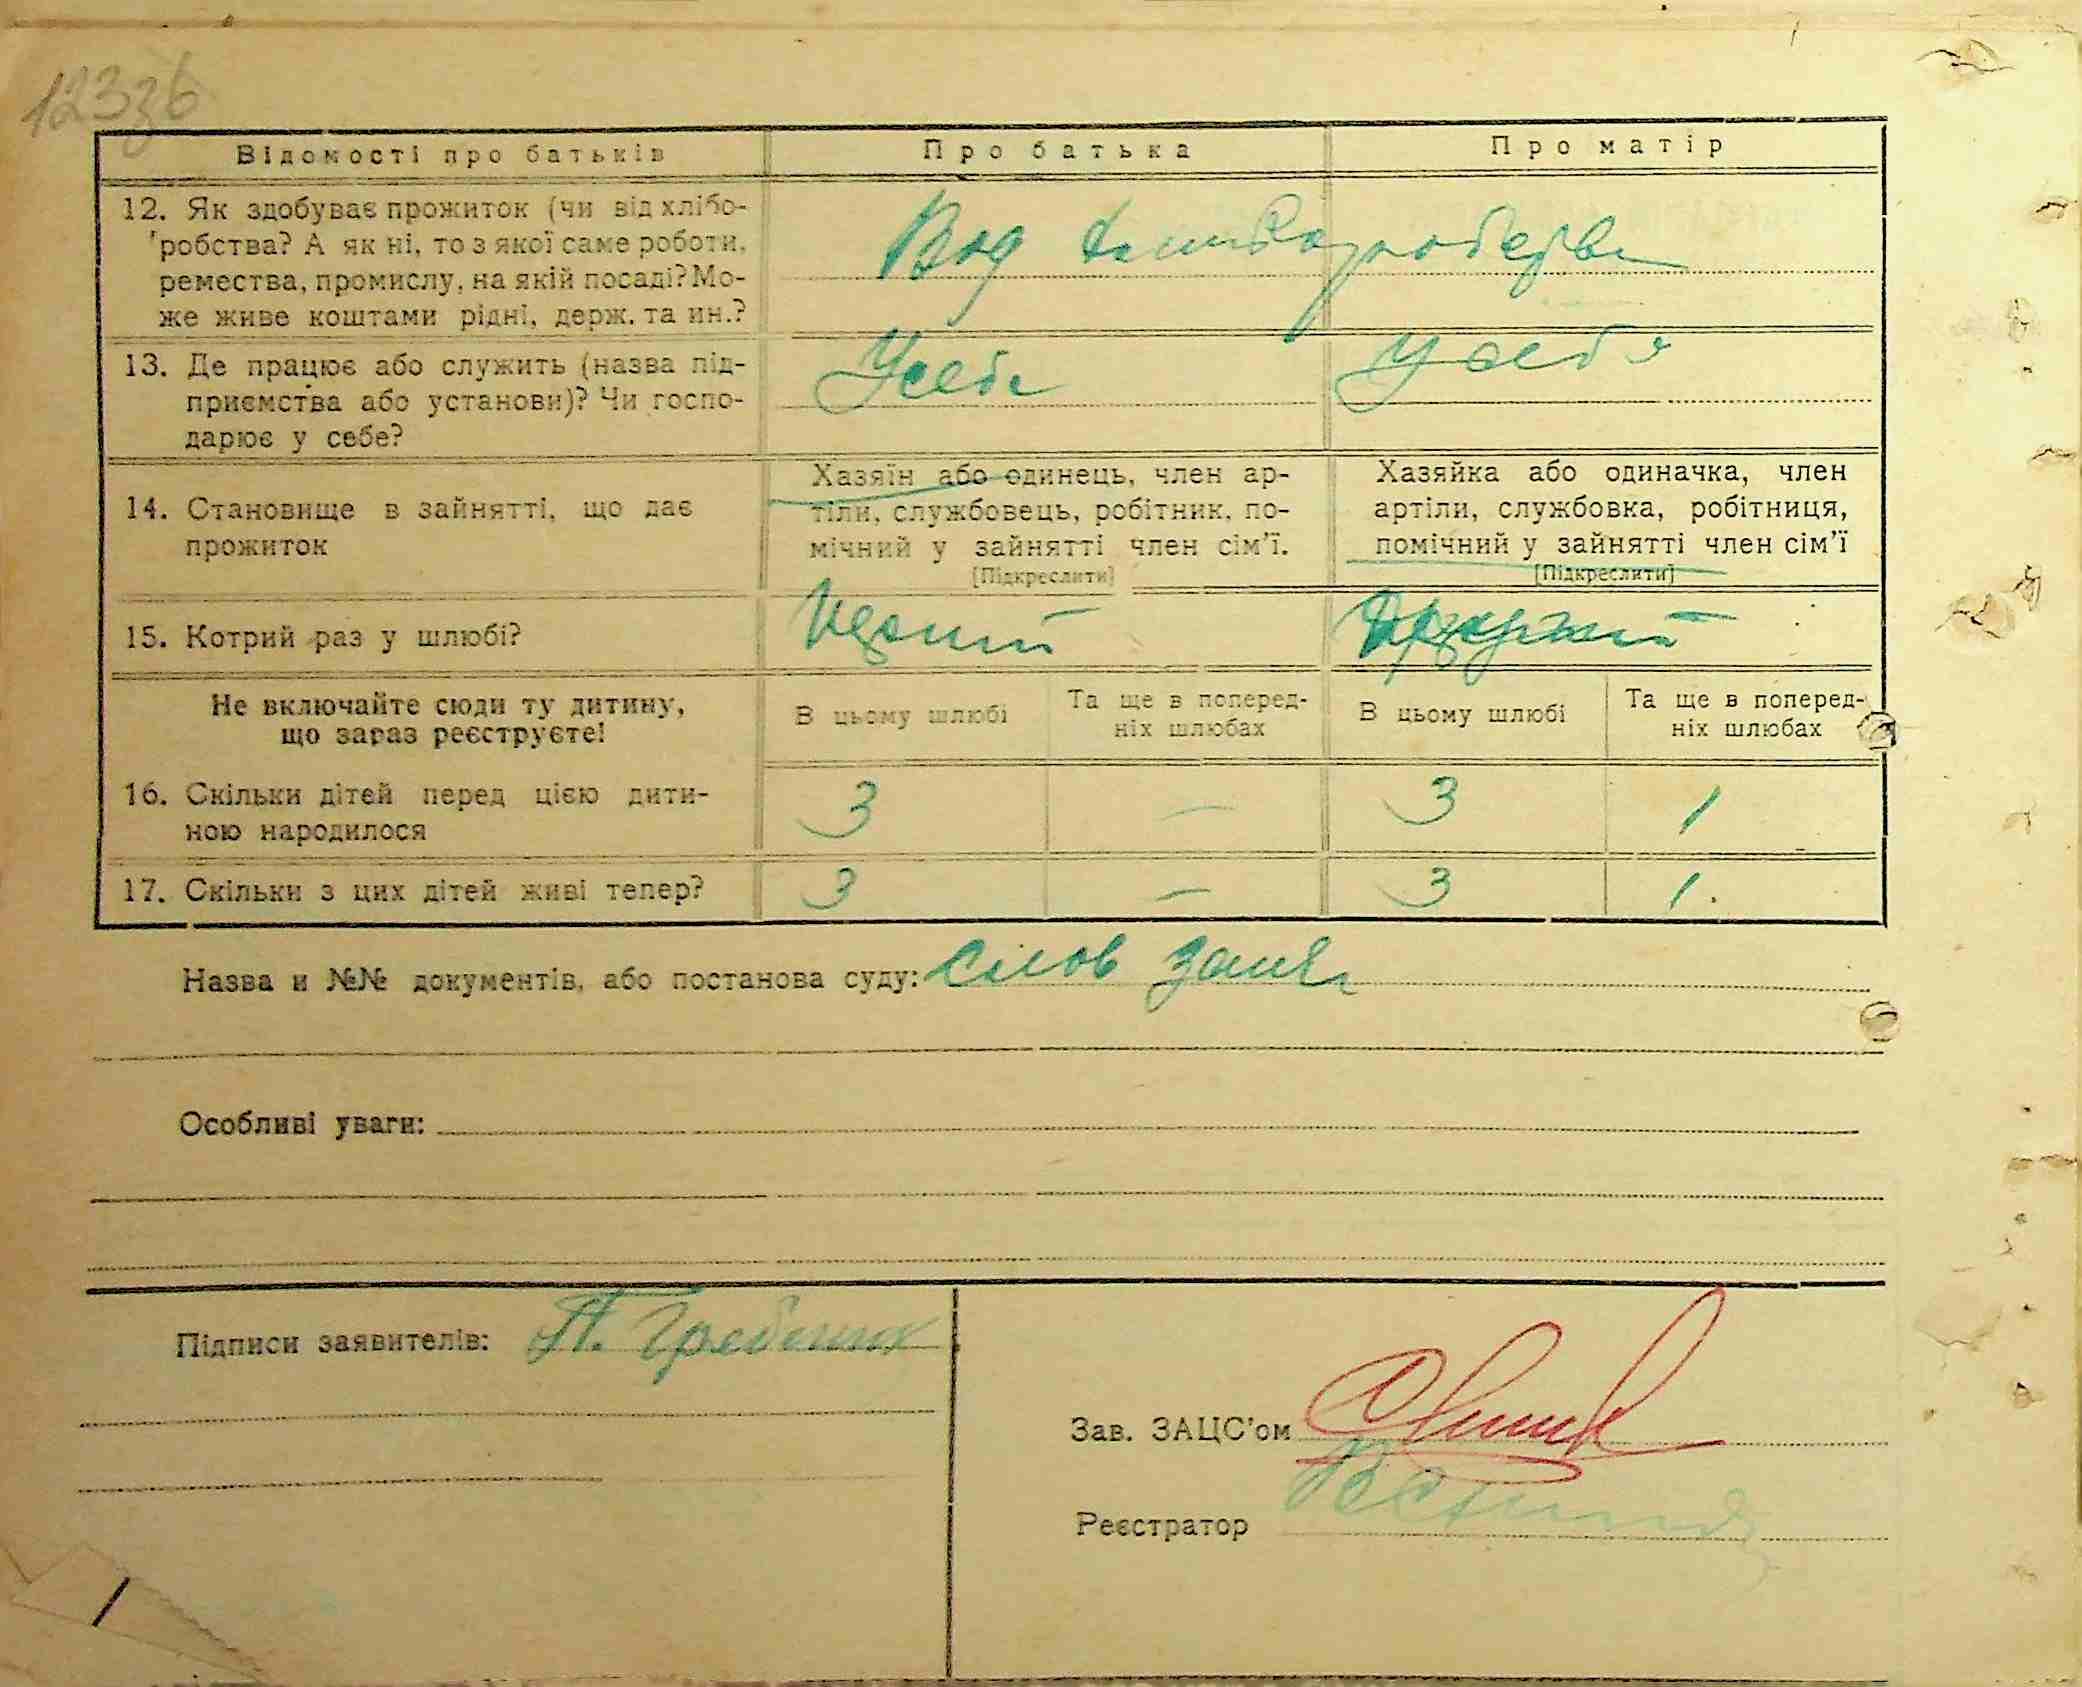 123зб
Відомості про батьків
Про батька
Про матір
12. Як здобуває прожиток (чи від хлібо-
робства? А як ні, то з якої саме роботи,
ремества, промислу, на якій посаді? Мо-
же живе коштами рідні, держ. та ин.?
13. Де працює або служить (назва під-
приємства або установи)? Чи госпо-
дарює у себе?
У себе
У себя
14. Становище в зайнятті, що дає
прожиток
Хазяїн або одинець, член ар-
тіли, службовець, робітник, по-
мічний у зайнятті член сім'ї.
[Підкреслити]
Хазяйка або одиначка, член
артіли, службовка, робітниця,
помічний у зайнятті член сім'ї
[Підкреслити]
15. Котрий раз у шлюбі?
Не включайте сюди ту дитину,
що зараз реєструєте!
В цьому шлюбі
Та ще в поперед-
ніх шлюбах
В цьому шлюбі
Та ще в поперед-
ніх шлюбах
16. Скільки дітей перед цією дити-
ною народилося
3 — 3 1
17. Скільки з цих дітей живі тепер?
3 — 3 1.
Назва и №№ документів, або постанова суду:
Особливі уваги:
Підписи заявителів: П. Гребенюк
Зав. ЗАЦС'ом
Реєстратор